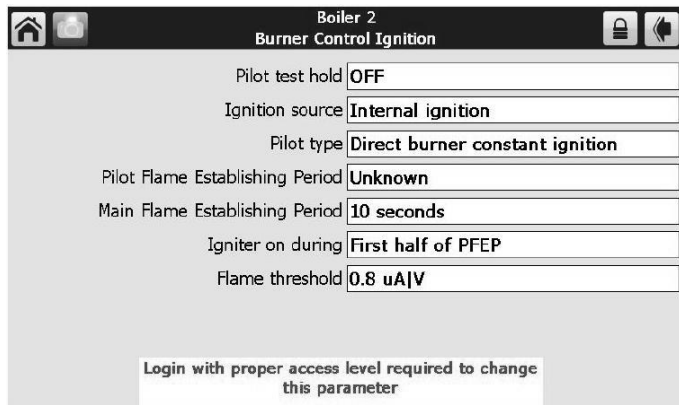 Boiler 2
Burner Control Ignition
Pilot test hold OFF
Ignition source Internal ignition
Pilot type Direct burner constant ignition
Pilot Flame Establishing Period Unknown
Main Flame Establishing Period 10 seconds
Igniter on during First half of PFEP
Flame threshold 0.8 uA|V
Login with proper access level required to change
this parameter